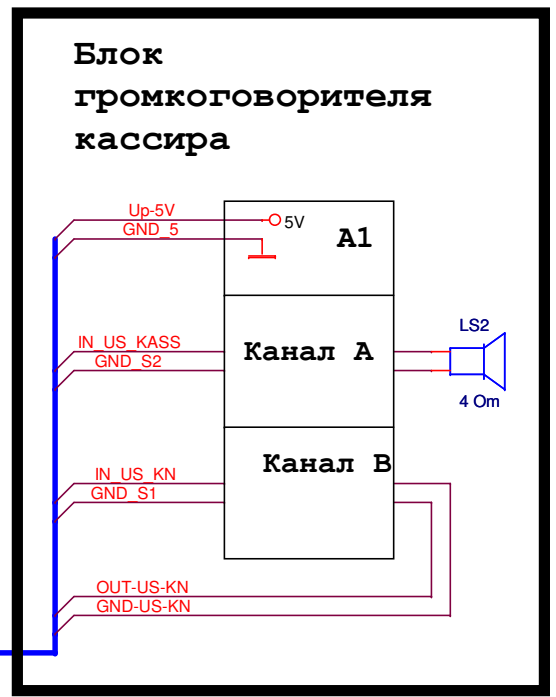 Блок
громкоговорителя
кассира
Up-5V
5V
GND_5
A1
IN_US_KASS
GND_S2
Канал A
LS2
4 Om
IN_US_KN
GND_S1
Канал B
OUT-US-KN
GND-US-KN